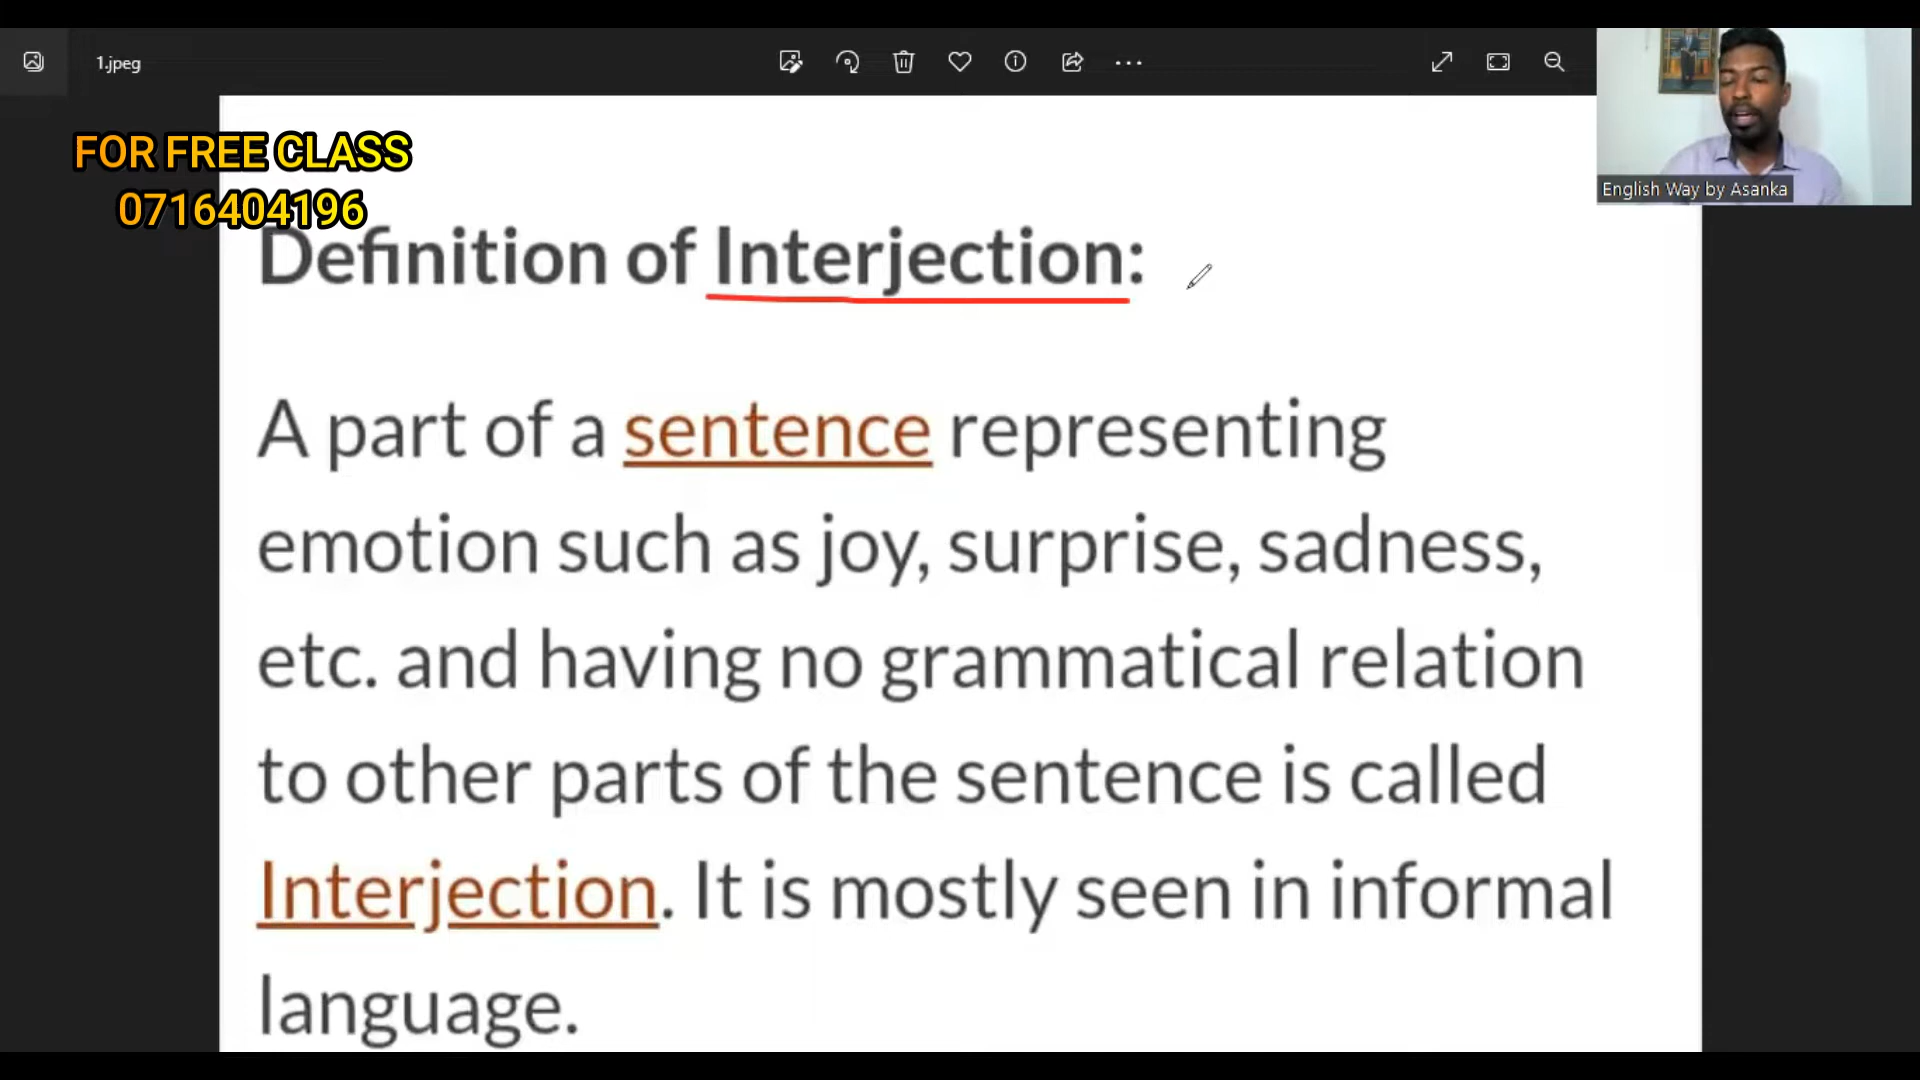 1.jpeg
English Way by Asanka
FOR FREE CLASS
0716404196
Definition of Interjection:
A part of a sentence representing
emotion such as joy, surprise, sadness,
etc. and having no grammatical relation
to other parts of the sentence is called
Interjection. It is mostly seen in informal
language.